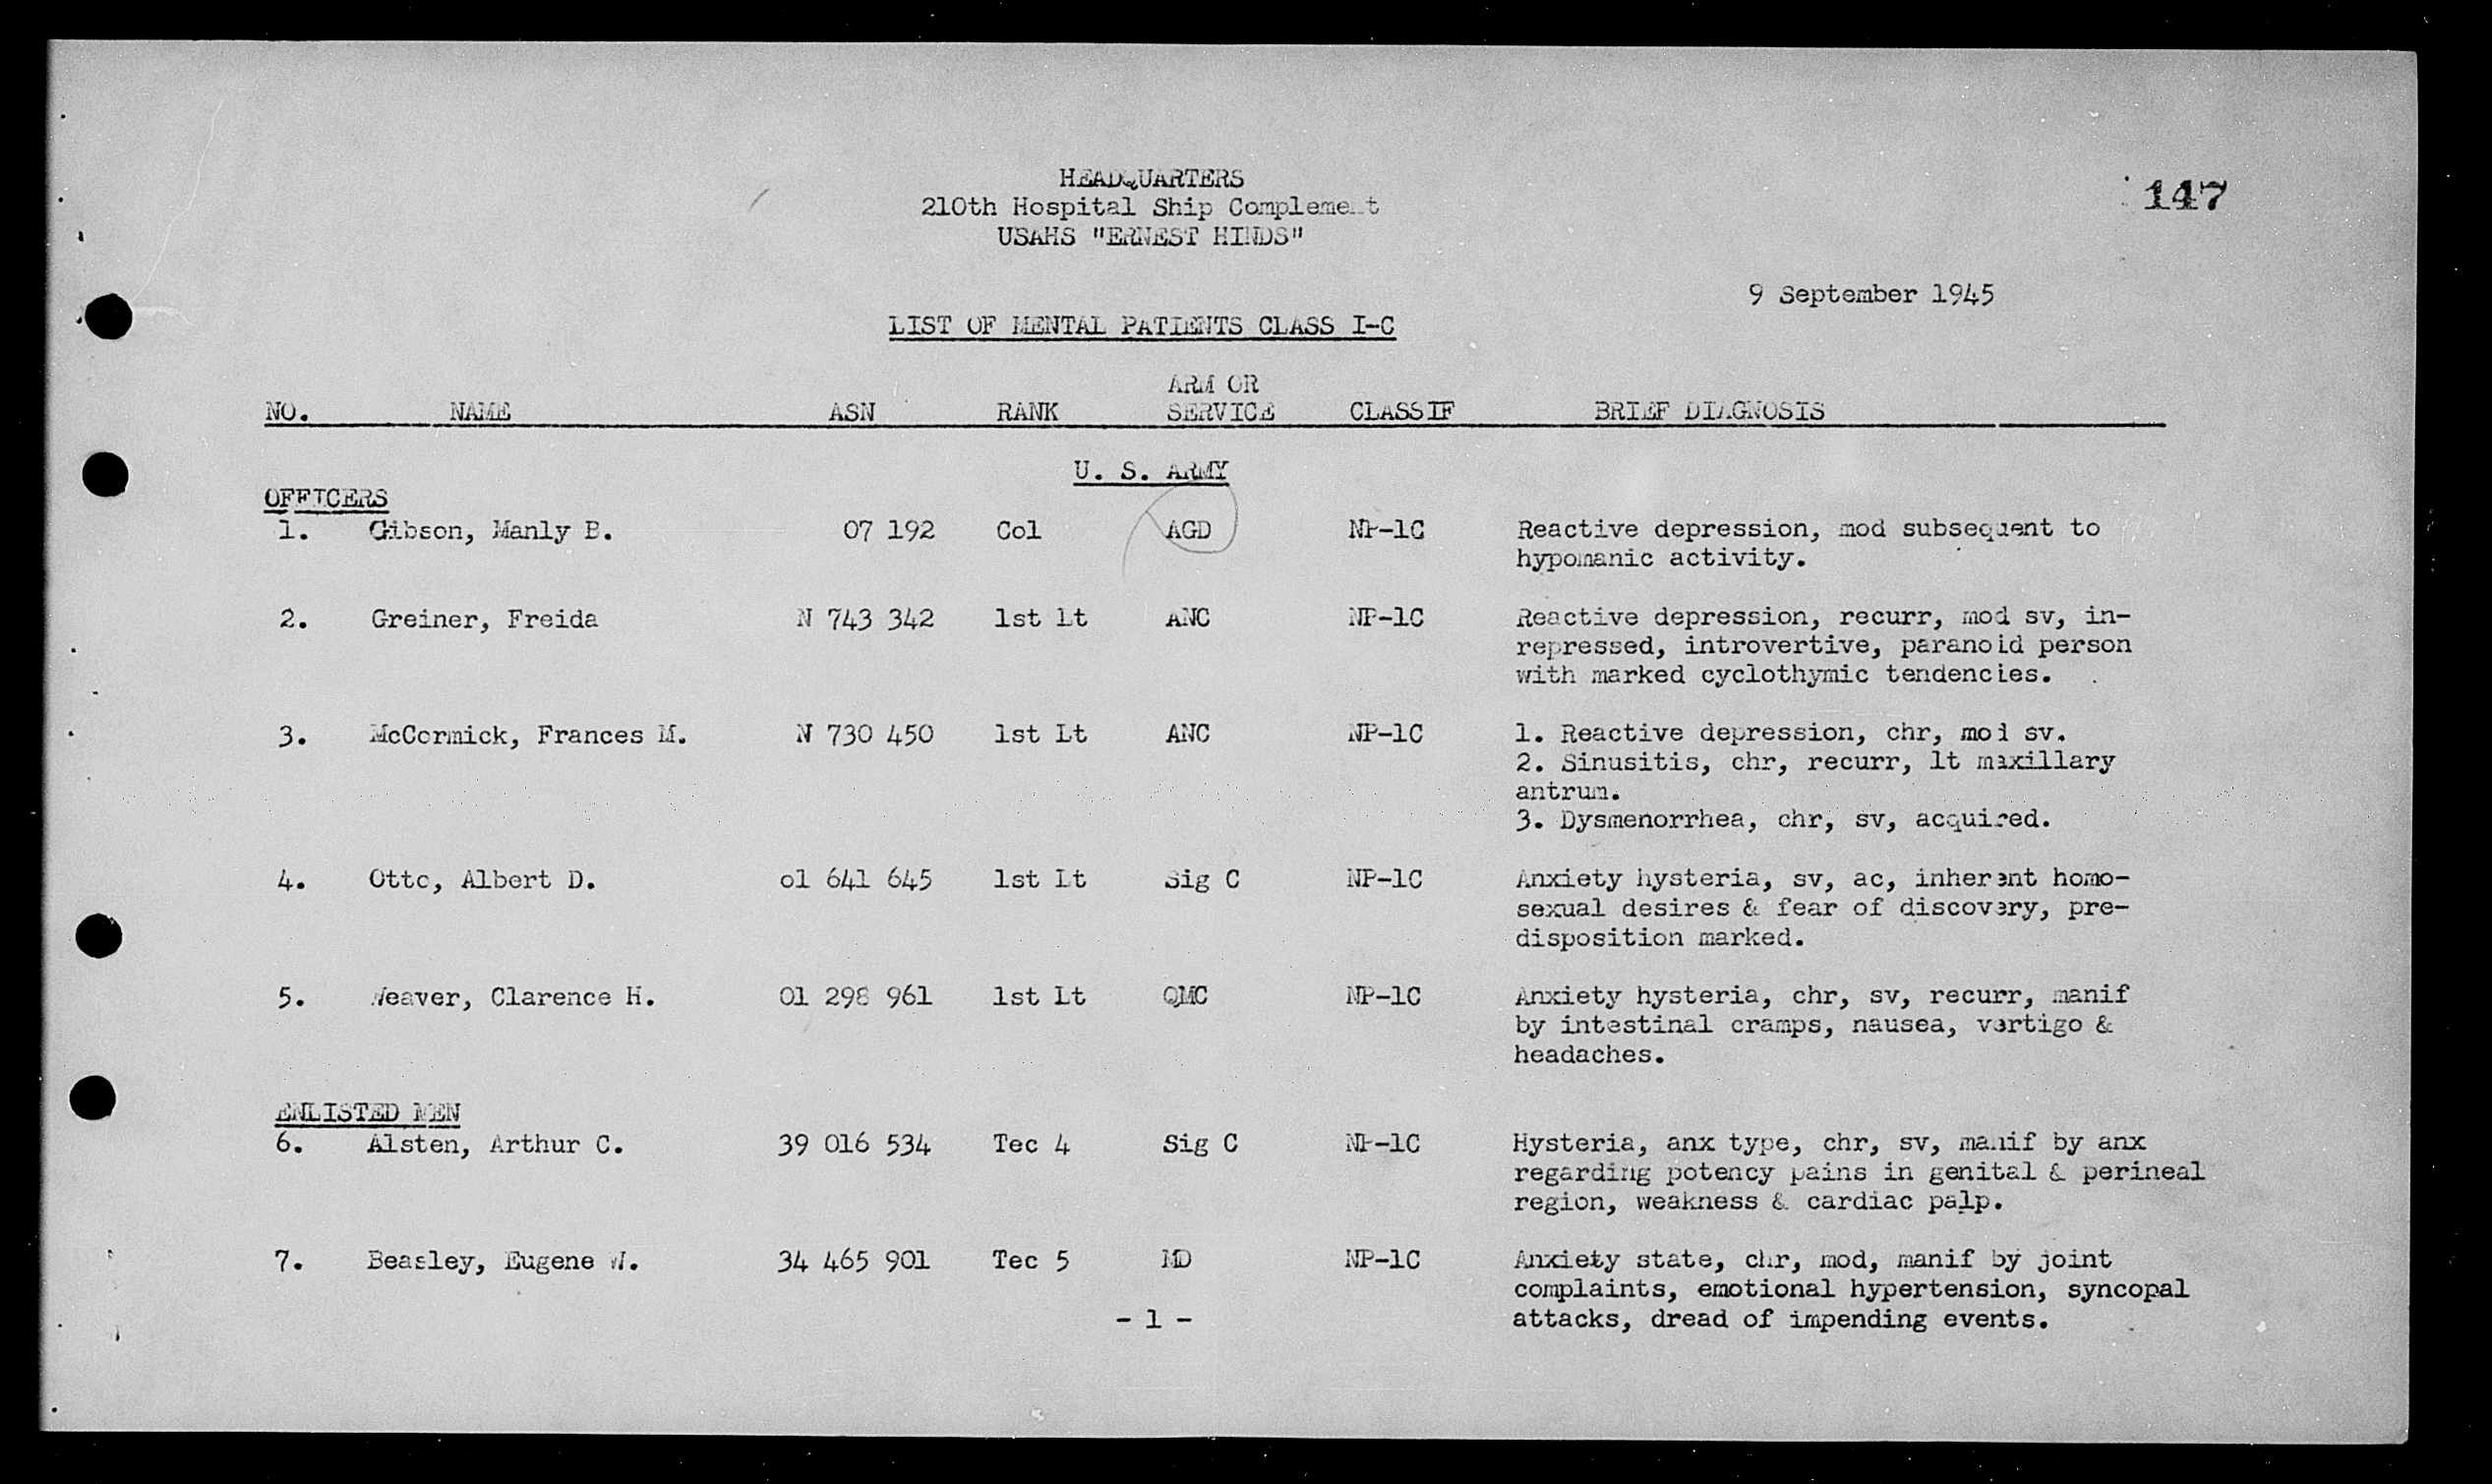 HEADQUARTERS
210th Hospital Ship Complement
USAHS "ERNEST HINDS"
147
9 September 1945
LIST OF MENTAL PATIENTS CLASS I-C
NO. NAME ASN RANK ARM OR SERVICE CLASSIF BRIEF DIAGNOSIS
U. S. ARMY
OFFICERS
1. Gibson, Manly B. 07 192 Col AGD NP-1C Reactive depression, mod subsequent to
hypomanic activity.
2. Greiner, Freida N 743 342 1st Lt ANC NP-1C Reactive depression, recurr, mod sv, in-
repressed, introvertive, paranoid person
with marked cyclothymic tendencies.
3. McCormick, Frances M. N 730 450 1st Lt ANC NP-1C 1. Reactive depression, chr, mod sv.
2. Sinusitis, chr, recurr, lt maxillary
antrum.
3. Dysmenorrhea, chr, sv, acquired.
4. Otto, Albert D. o1 641 645 1st Lt Sig C NP-1C Anxiety hysteria, sv, ac, inherent homo-
sexual desires & fear of discovery, pre-
disposition marked.
5. Weaver, Clarence H. 01 298 961 1st Lt QMC NP-1C Anxiety hysteria, chr, sv, recurr, manif
by intestinal cramps, nausea, vertigo &
headaches.
ENLISTED MEN
6. Alsten, Arthur C. 39 016 534 Tec 4 Sig C NP-1C Hysteria, anx type, chr, sv, manif by anx
regarding potency pains in genital & perineal
region, weakness & cardiac palp.
7. Beasley, Eugene W. 34 465 901 Tec 5 MD NP-1C Anxiety state, chr, mod, manif by joint
complaints, emotional hypertension, syncopal
attacks, dread of impending events.
- 1 -